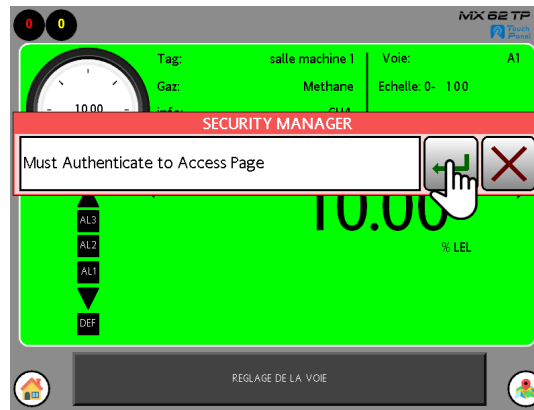 0 0
MX 62 TP
Touch
Panel
Tag: salle machine 1
Voie: A1
Gaz: Methane
Echelle: 0- 100
10.00
SECURITY MANAGER
Must Authenticate to Access Page
10.00
% LEL
AL3
AL2
AL1
DEF
REGLAGE DE LA VOIE